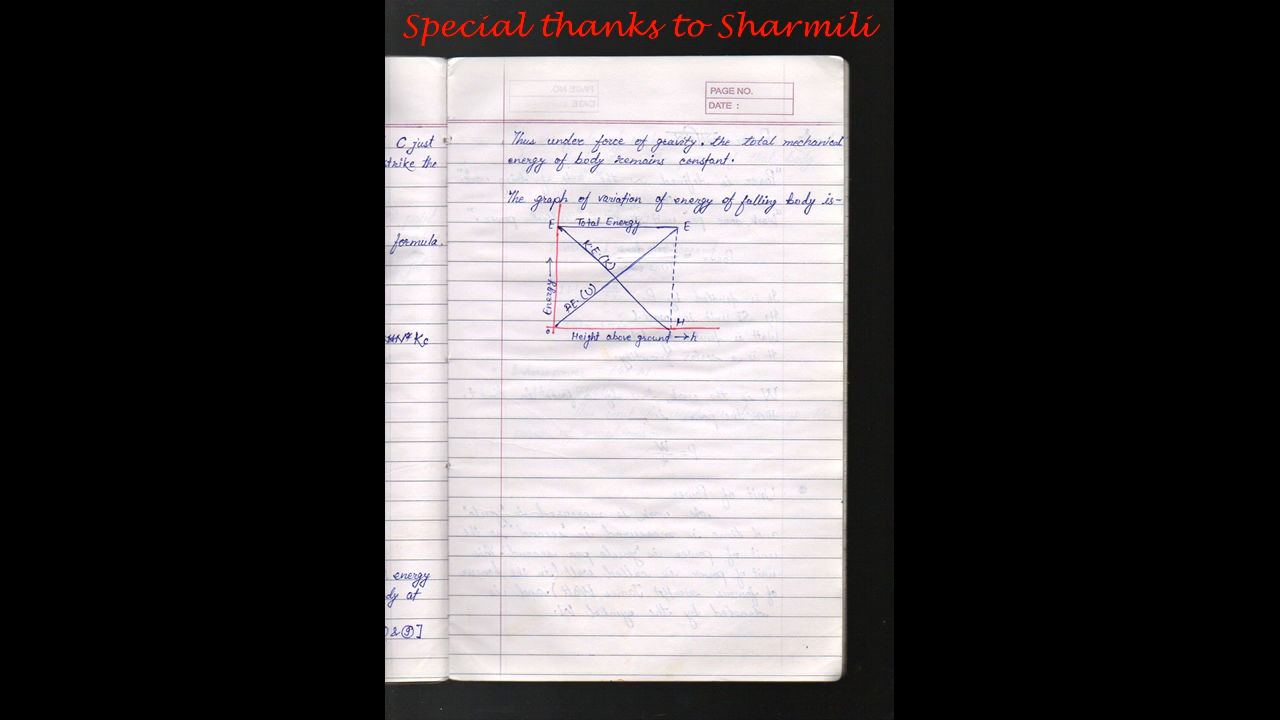 Special thanks to Sharmili
PAGE NO.
DATE :
C just
strike the
formula.
energy
dy at
Thus under force of gravity, the total mechanical
energy of body remains constant.
The graph of variation of energy of falling body is-
E Total Energy E
K.E (K)
P.E. (U)
Energy →
o H
Height above ground → h